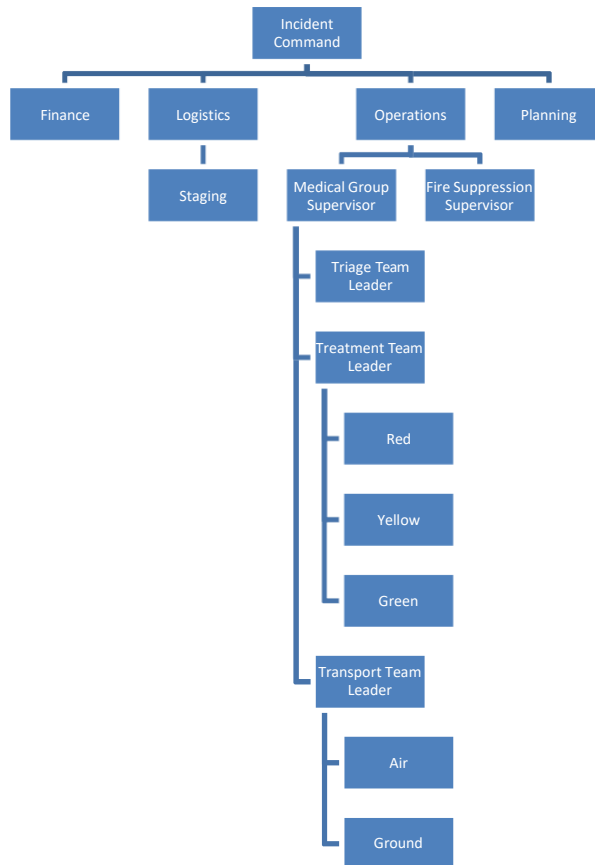 Incident
Command
Finance
Logistics
Operations
Planning
Staging
Medical Group
Supervisor
Fire Suppression
Supervisor
Triage Team
Leader
Treatment Team
Leader
Red
Yellow
Green
Transport Team
Leader
Air
Ground